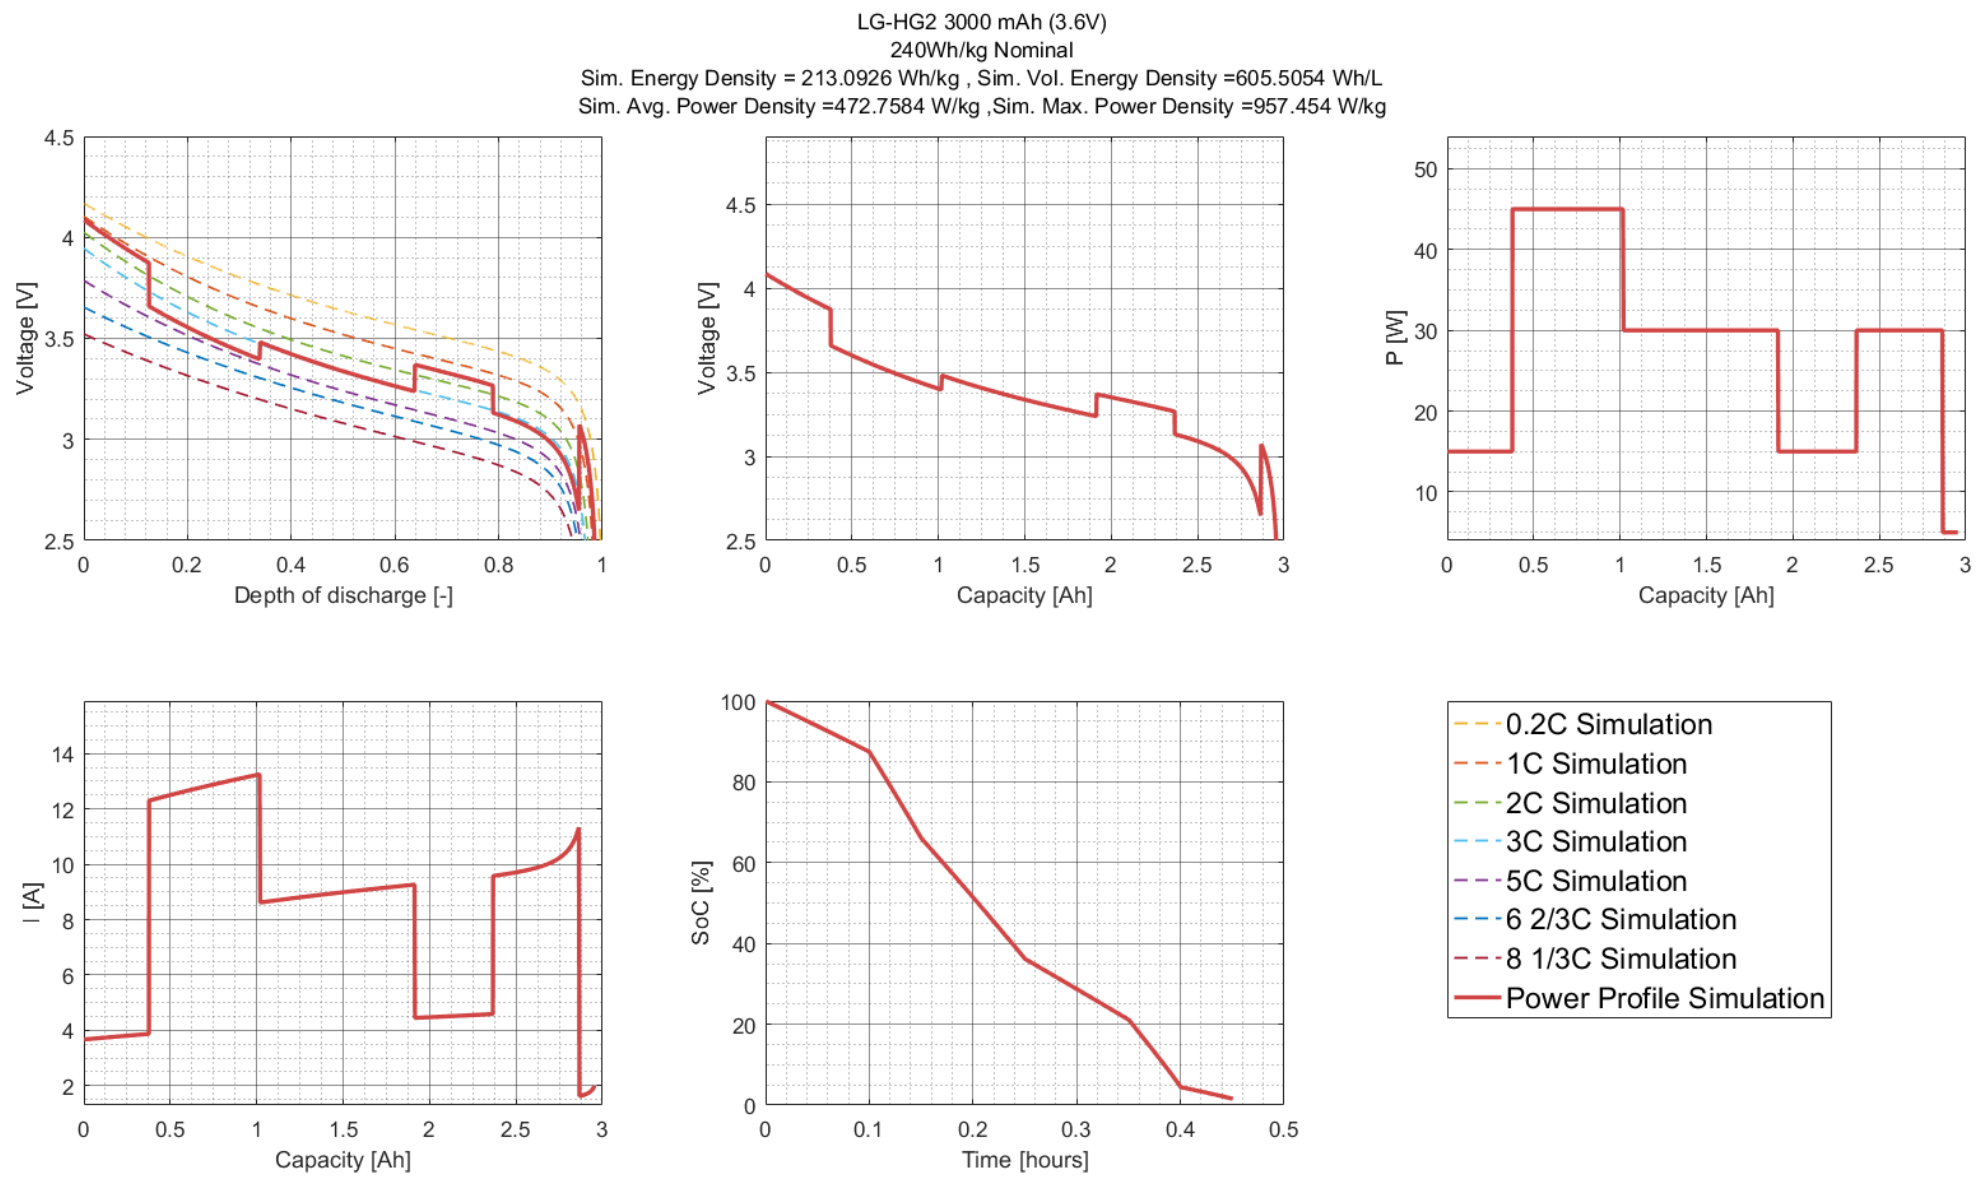 LG-HG2 3000 mAh (3.6V)
240Wh/kg Nominal
Sim. Energy Density = 213.0926 Wh/kg , Sim. Vol. Energy Density =605.5054 Wh/L
Sim. Avg. Power Density =472.7584 W/kg ,Sim. Max. Power Density =957.454 W/kg
4.5
4
3.5
3
2.5
Voltage [V]
0 0.2 0.4 0.6 0.8 1
Depth of discharge [-]
4.5
4
3.5
3
2.5
Voltage [V]
0 0.5 1 1.5 2 2.5 3
Capacity [Ah]
50
40
30
20
10
P [W]
0 0.5 1 1.5 2 2.5 3
Capacity [Ah]
14
12
10
8
6
4
2
I [A]
0 0.5 1 1.5 2 2.5 3
Capacity [Ah]
100
80
60
40
20
0
SoC [%]
0 0.1 0.2 0.3 0.4 0.5
Time [hours]
0.2C Simulation
1C Simulation
2C Simulation
3C Simulation
5C Simulation
6 2/3C Simulation
8 1/3C Simulation
Power Profile Simulation